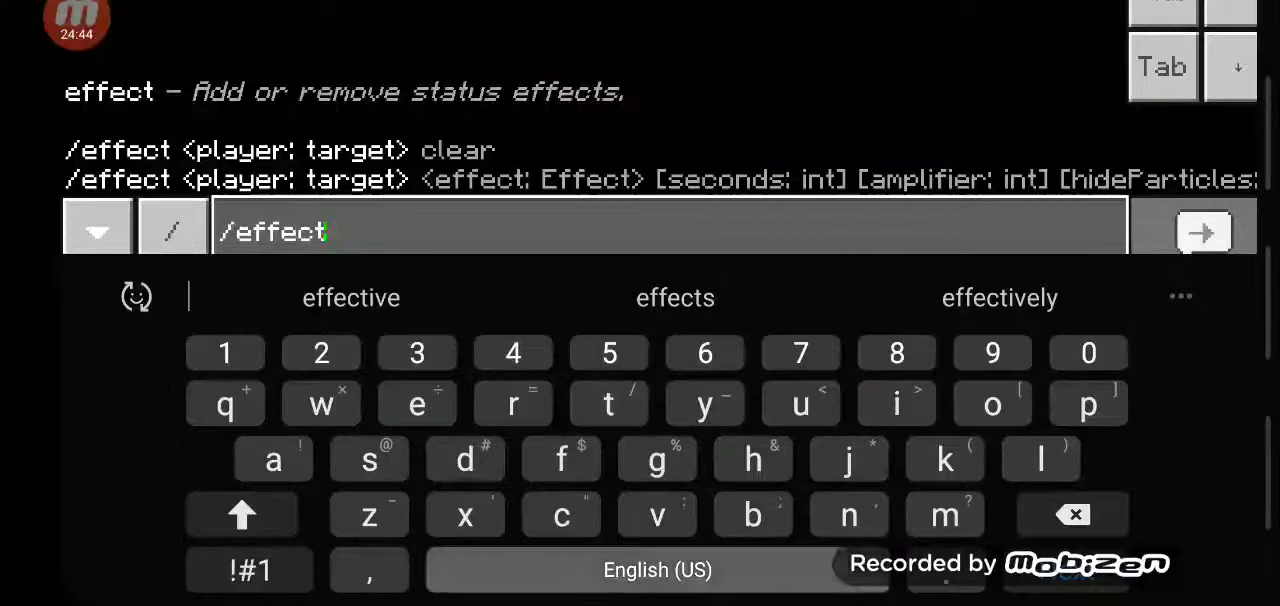 24:44
Tab
Tab ↓
effect – Add or remove status effects.
/effect <player: target> clear
/effect <player: target> <effect: Effect> [seconds: int] [amplifier: int] [hideParticles:
/ /effect
effective effects effectively ...
1 2 3 4 5 6 7 8 9 0
q + w × e ÷ r = t / y _ u < i > o [ p ]
a ! s @ d # f $ g % h & j * k ( l )
z - x ' c " v : b ; n , m ?
!#1 , English (US) .
Recorded by mobizen